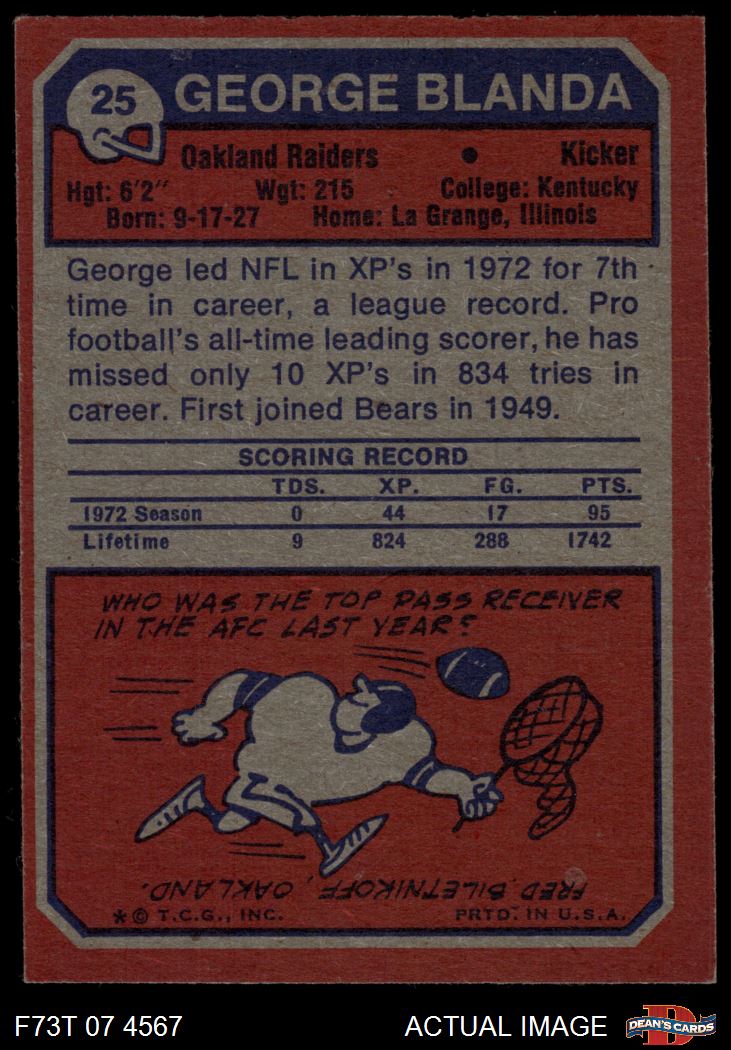 25 GEORGE BLANDA
Oakland Raiders • Kicker
Hgt: 6'2" Wgt: 215 College: Kentucky
Born: 9-17-27 Home: La Grange, Illinois
George led NFL in XP's in 1972 for 7th
time in career, a league record. Pro
football's all-time leading scorer, he has
missed only 10 XP's in 834 tries in
career. First joined Bears in 1949.
SCORING RECORD
TDS. XP. FG. PTS.
1972 Season 0 44 17 95
Lifetime 9 824 288 1742
WHO WAS THE TOP PASS RECEIVER
IN THE AFC LAST YEAR?
FRED BILETNIKOFF, OAKLAND.
*© T.C.G., INC. PRTD. IN U.S.A.
F73T 07 4567 ACTUAL IMAGE D DEAN'S CARDS